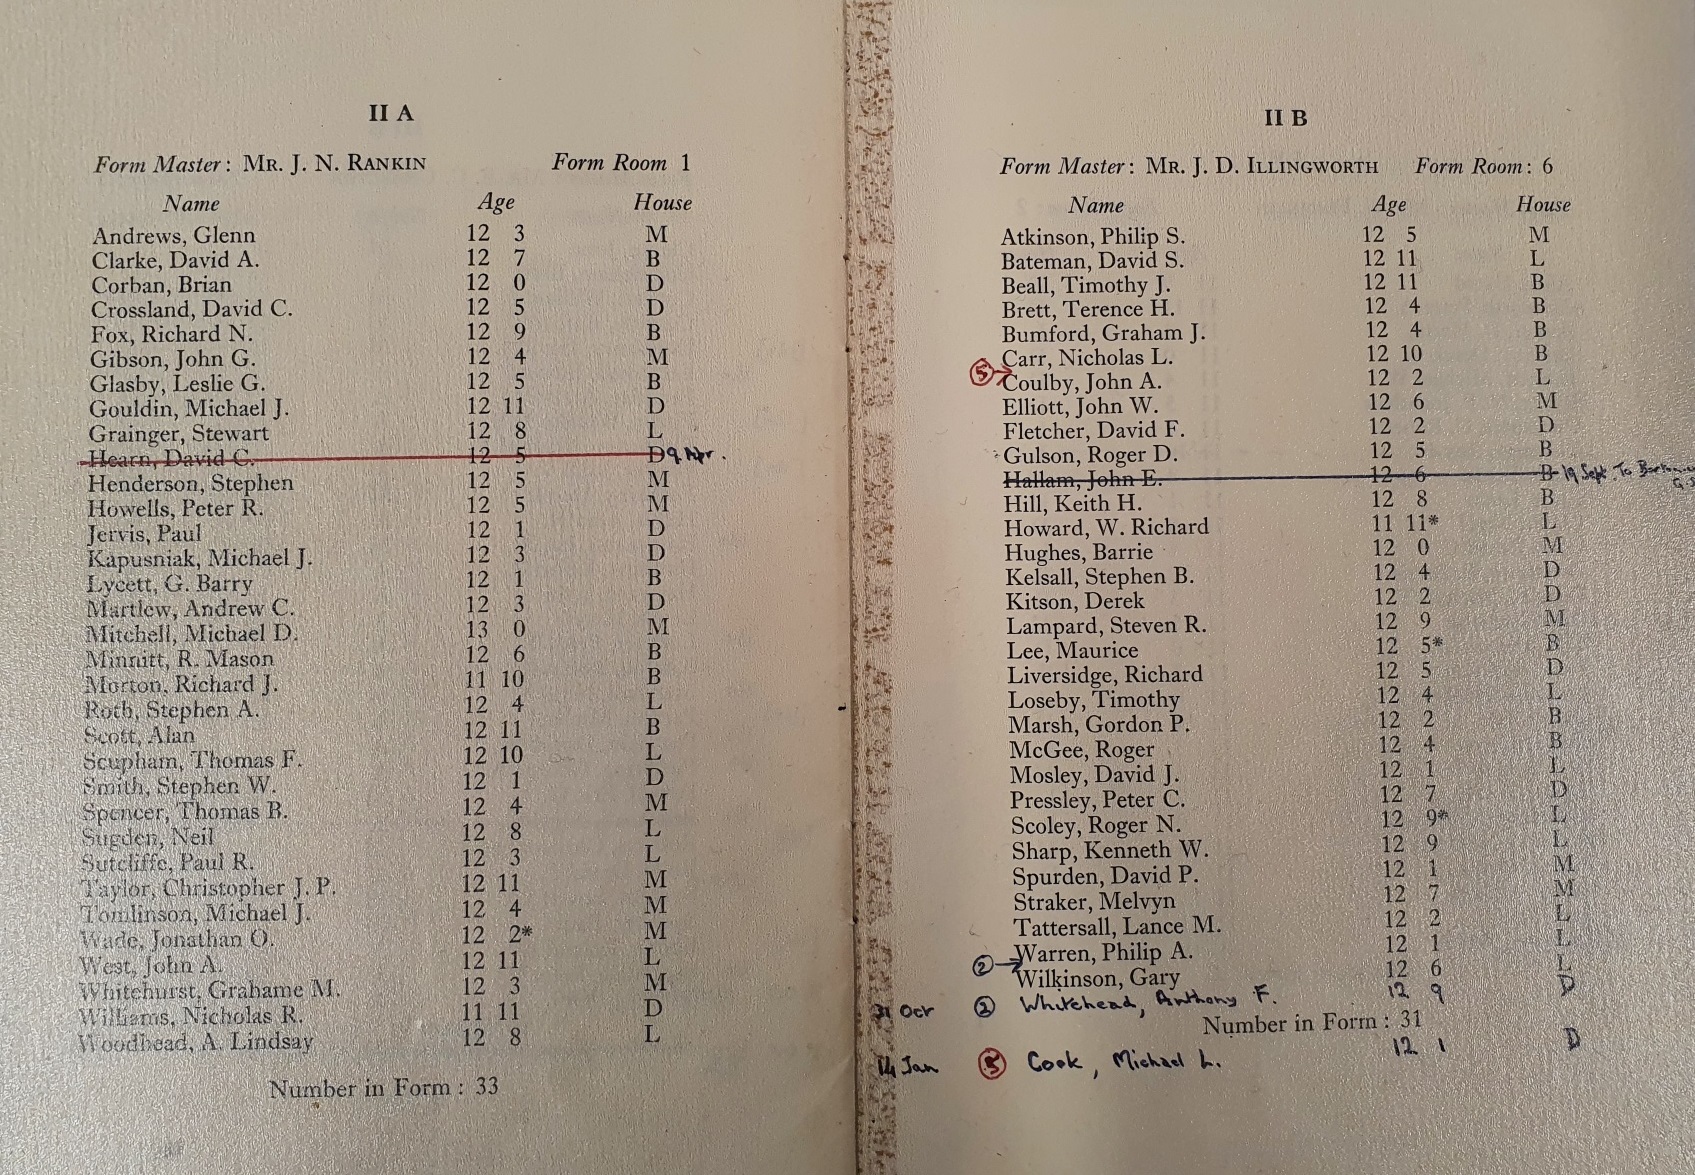 II A
Form Master: MR. J. N. RANKIN Form Room 1
Name Age House
Andrews, Glenn 12 3 M
Clarke, David A. 12 7 B
Corban, Brian 12 0 D
Crossland, David C. 12 5 D
Fox, Richard N. 12 9 B
Gibson, John G. 12 4 M
Glasby, Leslie G. 12 5 B
Gouldin, Michael J. 12 11 D
Grainger, Stewart 12 8 L
Hearn, David C. 12 5 D 9 Apr.
Henderson, Stephen 12 5 M
Howells, Peter R. 12 5 M
Jervis, Paul 12 1 D
Kapusniak, Michael J. 12 3 D
Lycett, G. Barry 12 1 B
Martlew, Andrew C. 12 3 D
Mitchell, Michael D. 13 0 M
Minnitt, R. Mason 12 6 B
Morton, Richard J. 11 10 B
Roth, Stephen A. 12 4 L
Scott, Alan 12 11 B
Scupham, Thomas F. 12 10 L
Smith, Stephen W. 12 1 D
Spencer, Thomas B. 12 4 M
Sugden, Neil 12 8 L
Sutcliffe, Paul R. 12 3 L
Taylor, Christopher J. P. 12 11 M
Tomlinson, Michael J. 12 4 M
Wade, Jonathan O. 12 2* M
West, John A. 12 11 L
Whitehurst, Grahame M. 12 3 M
Williams, Nicholas R. 11 11 D
Woodhead, A. Lindsay 12 8 L
Number in Form : 33
II B
Form Master: MR. J. D. ILLINGWORTH Form Room: 6
Name Age House
Atkinson, Philip S. 12 5 M
Bateman, David S. 12 11 L
Beall, Timothy J. 12 11 B
Brett, Terence H. 12 4 B
Bumford, Graham J. 12 4 B
Carr, Nicholas L. 12 10 B
5 → Coulby, John A. 12 2 L
Elliott, John W. 12 6 M
Fletcher, David F. 12 2 D
Gulson, Roger D. 12 5 B
Hallam, John E. 12 6 B 19 Sept. To
Hill, Keith H. 12 8 B
Howard, W. Richard 11 11* L
Hughes, Barrie 12 0 M
Kelsall, Stephen B. 12 4 D
Kitson, Derek 12 2 D
Lampard, Steven R. 12 9 M
Lee, Maurice 12 5* B
Liversidge, Richard 12 5 D
Loseby, Timothy 12 4 L
Marsh, Gordon P. 12 2 B
McGee, Roger 12 4 B
Mosley, David J. 12 1 L
Pressley, Peter C. 12 7 D
Scoley, Roger N. 12 9* L
Sharp, Kenneth W. 12 9 L
Spurden, David P. 12 1 M
Straker, Melvyn 12 7 M
Tattersall, Lance M. 12 2 L
Warren, Philip A. 12 1 L
2 → Wilkinson, Gary 12 6 L
Oct 2 Whitehead, Anthony F. 12 9 D
Number in Form : 31
14 Jan 5 Cook, Michael L. 12 1 D